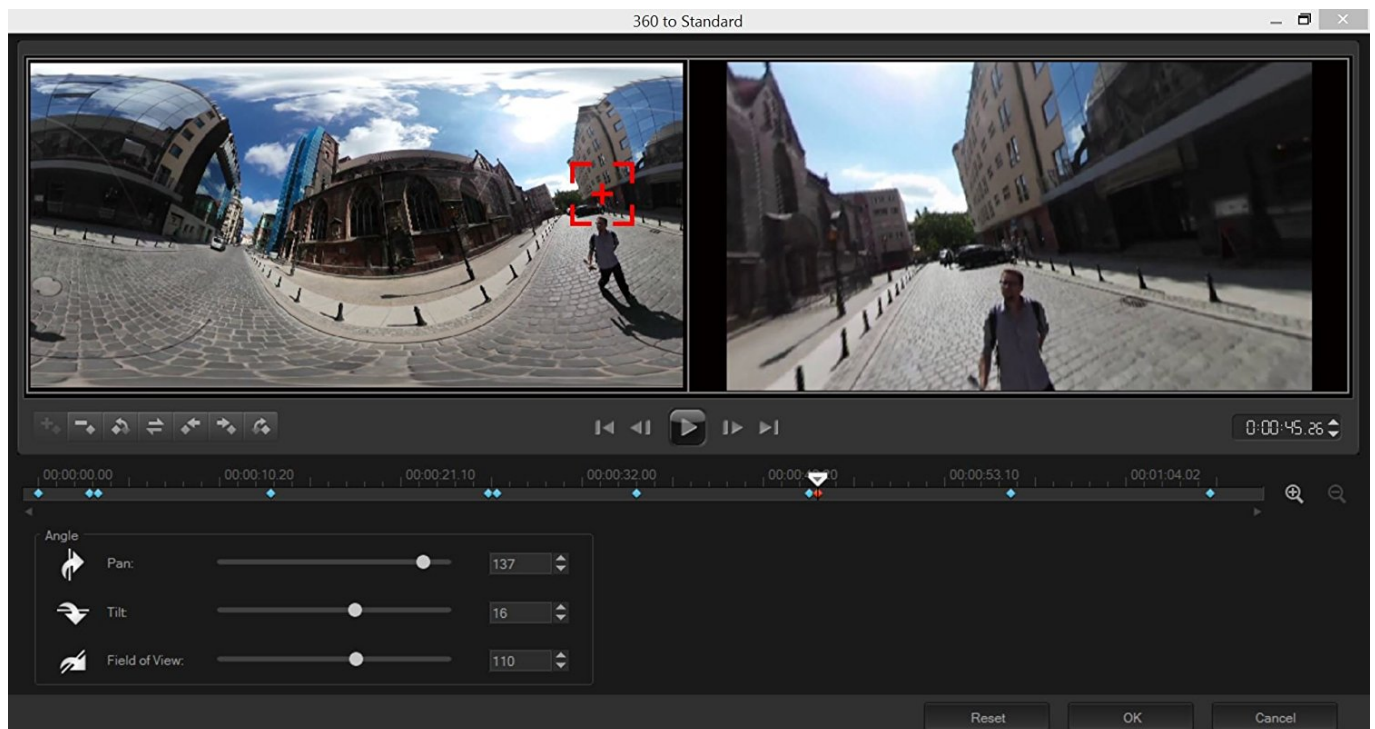 360 to Standard
0:00:45.26
00:00:00.00 00:00:10.20 00:00:21.10 00:00:32.00 00:00:53.10 00:01:04.02
Angle
Pan: 137
Tilt: 16
Field of View: 110
Reset OK Cancel